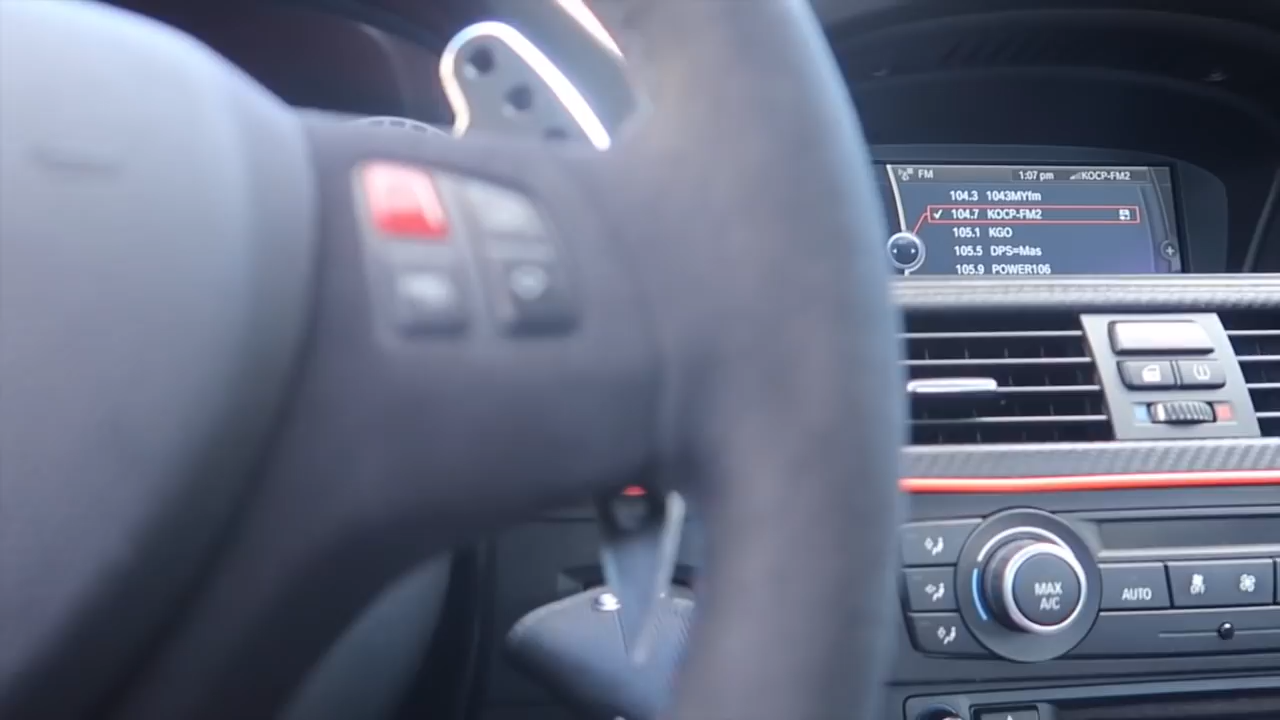 FM 1:07 pm KOCP-FM2
104.3 1043MYfm
104.7 KOCP-FM2
105.1 KGO
105.5 DPS=Mas
105.9 POWER106
MAX
A/C
AUTO
OFF